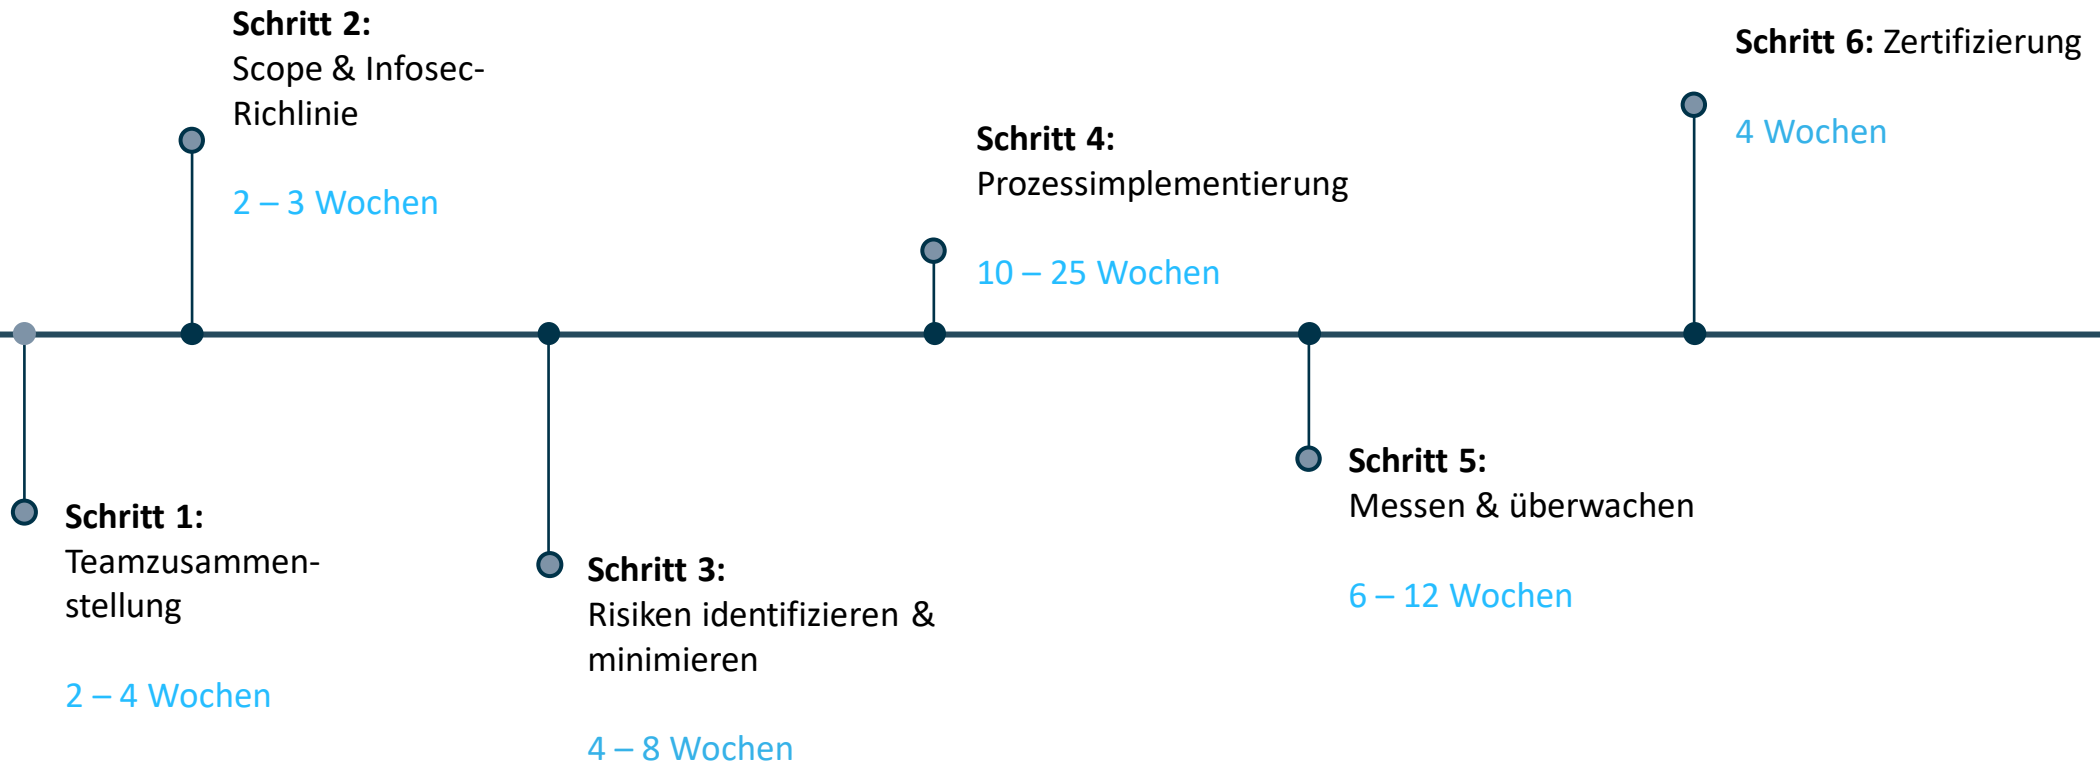 Schritt 2:
Scope & Infosec-
Richlinie
2 – 3 Wochen
Schritt 6: Zertifizierung
4 Wochen
Schritt 4:
Prozessimplementierung
10 – 25 Wochen
Schritt 1:
Teamzusammen-
stellung
2 – 4 Wochen
Schritt 3:
Risiken identifizieren &
minimieren
4 – 8 Wochen
Schritt 5:
Messen & überwachen
6 – 12 Wochen